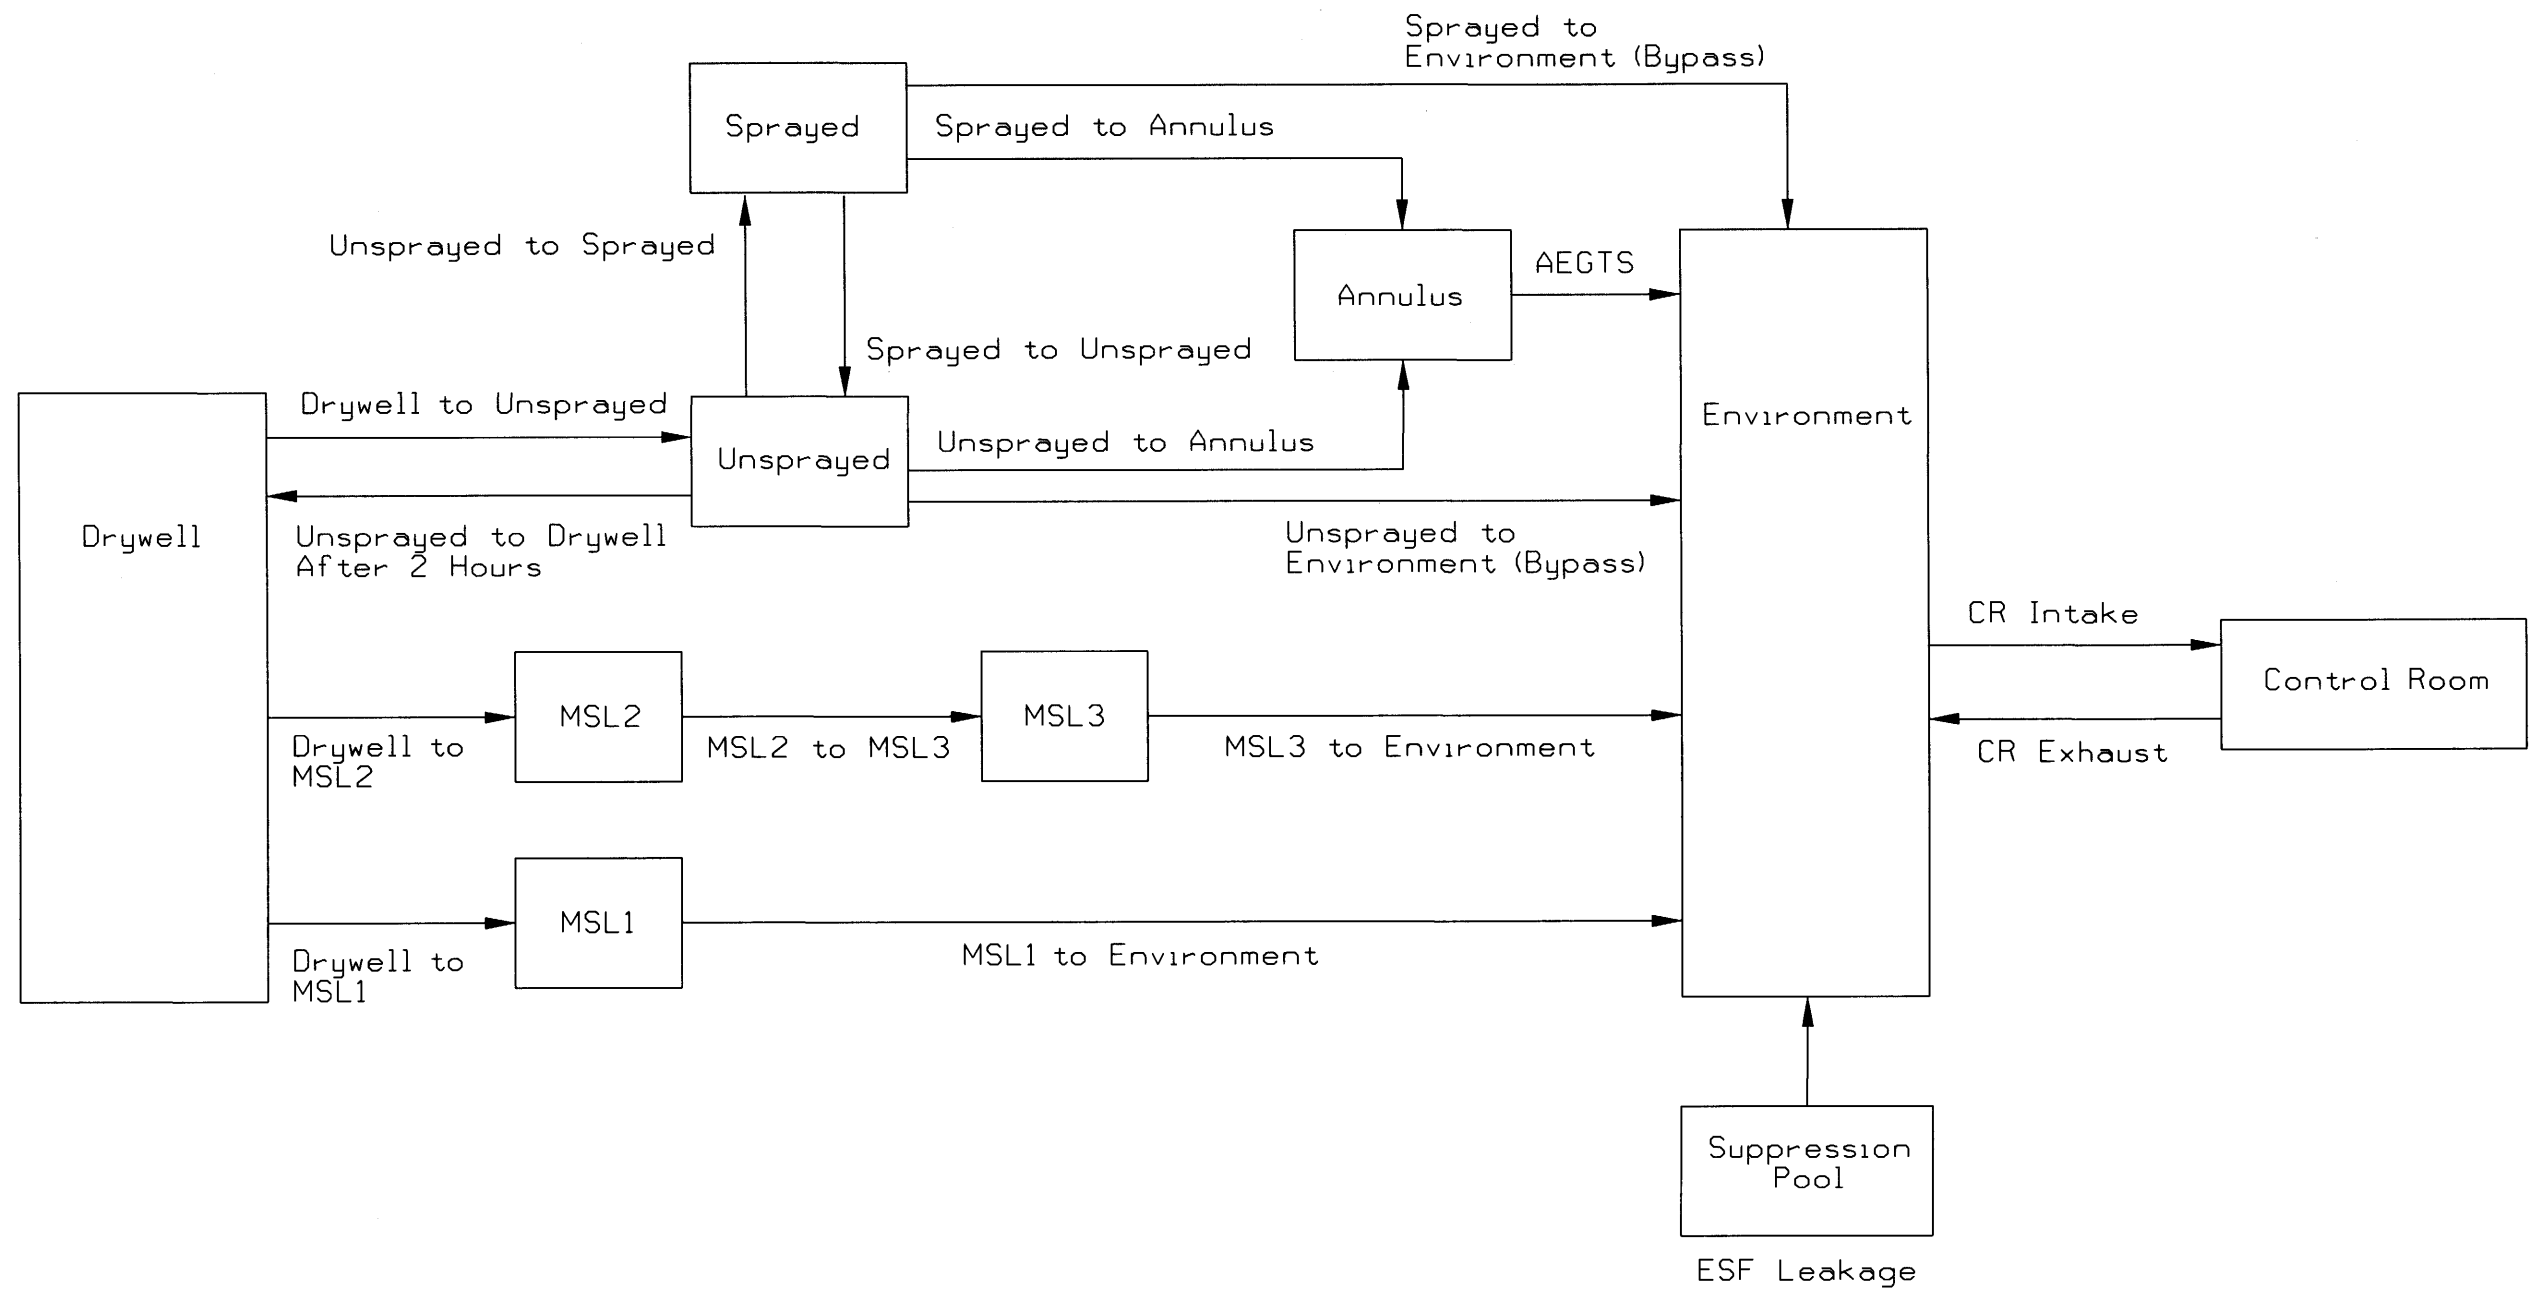 Sprayed to
Environment (Bypass)
Sprayed
Sprayed to Annulus
Unsprayed to Sprayed
AEGTS
Annulus
Sprayed to Unsprayed
Drywell to Unsprayed
Environment
Unsprayed to Annulus
Unsprayed
Drywell
Unsprayed to Drywell
After 2 Hours
Unsprayed to
Environment (Bypass)
CR Intake
Control Room
CR Exhaust
MSL2
MSL3
Drywell to
MSL2
MSL2 to MSL3
MSL3 to Environment
MSL1
Drywell to
MSL1
MSL1 to Environment
Suppression
Pool
ESF Leakage